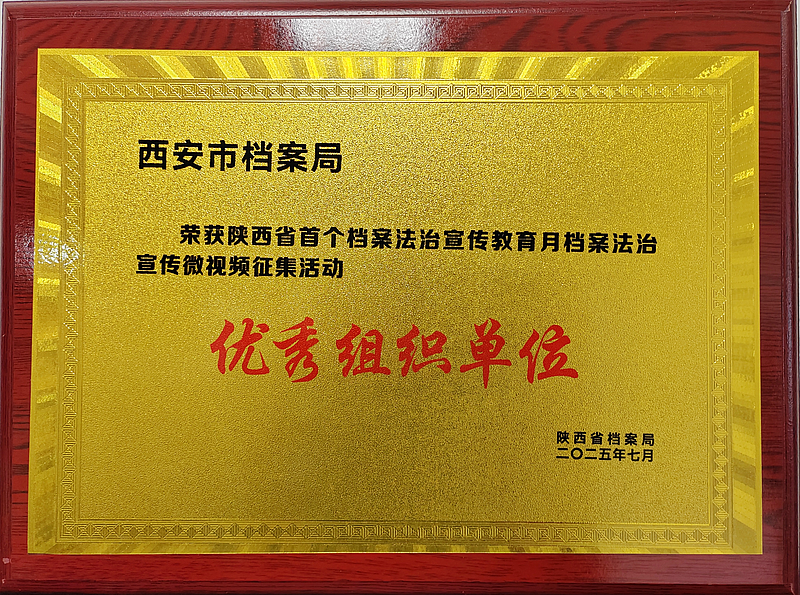 西安市档案局
荣获陕西省首个档案法治宣传教育月档案法治
宣传微视频征集活动
优秀组织单位
陕西省档案局
二〇二五年七月